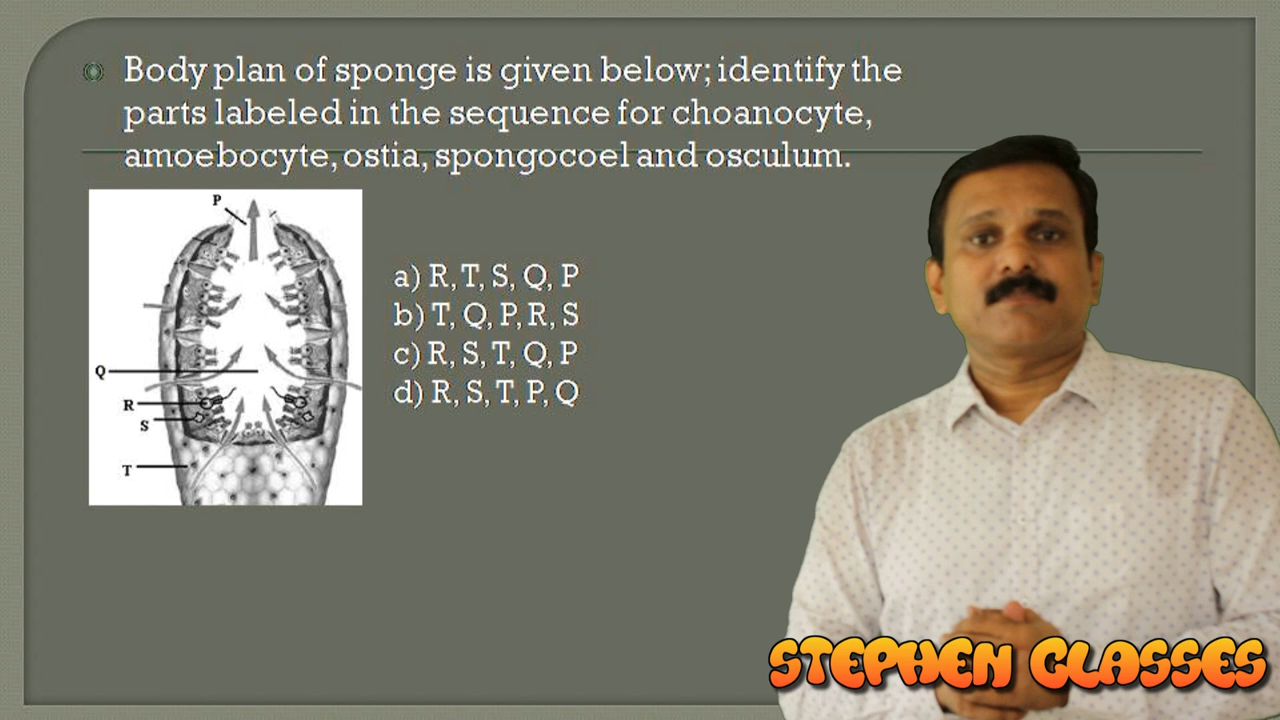 Body plan of sponge is given below; identify the
parts labeled in the sequence for choanocyte,
amoebocyte, ostia, spongocoel and osculum.
P
Q
R
S
T
a) R, T, S, Q, P
b) T, Q, P, R, S
c) R, S, T, Q, P
d) R, S, T, P, Q
STEPHEN CLASSES